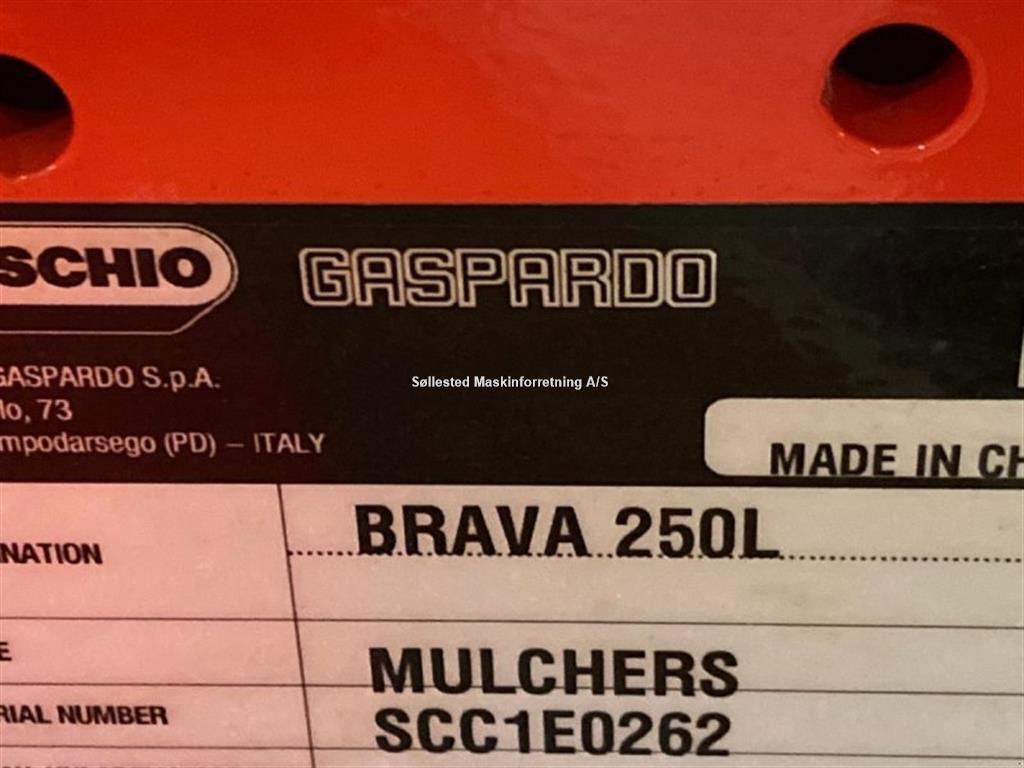 SCHIO GASPARDO
GASPARDO S.p.A.
lo, 73
mpodarsego (PD) – ITALY
Søllested Maskinforretning A/S
MADE IN CH
NATION BRAVA 250L
E MULCHERS
RIAL NUMBER SCC1E0262